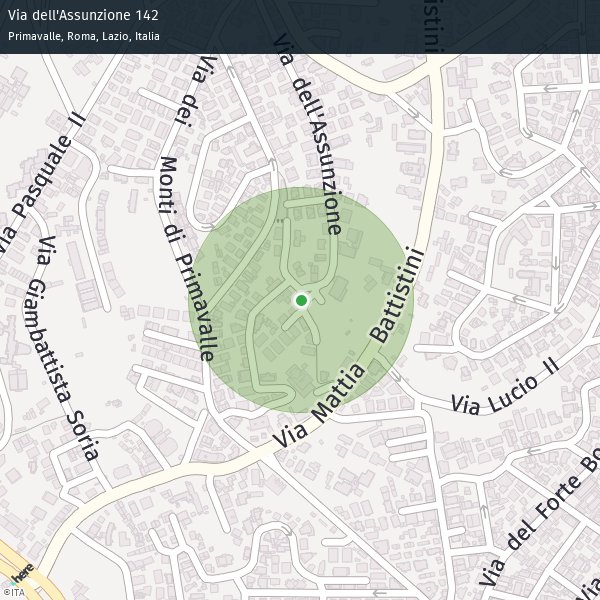 Via dell'Assunzione 142
Primavalle, Roma, Lazio, Italia
Via dell'Assunzione
Via dei Monti di Primavalle
Via Pasquale II
Via Giambattista Soria
Via Mattia Battistini
Via Lucio II
Via del Forte Bo
Via
here
©ITA